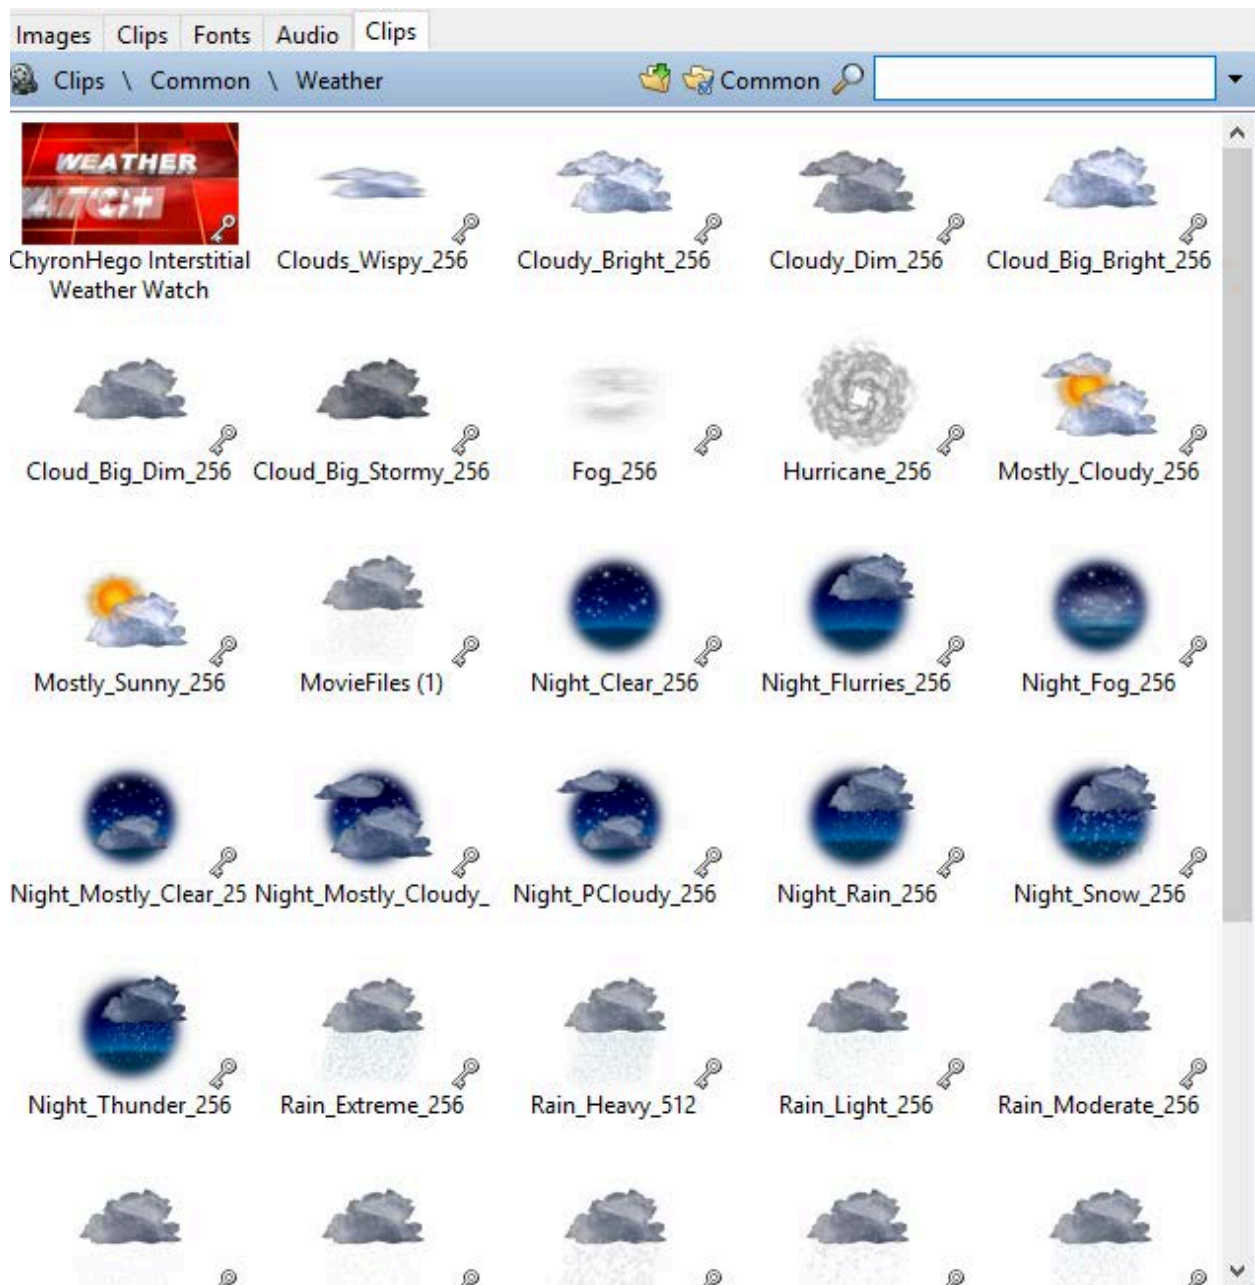 Images Clips Fonts Audio Clips
Clips \ Common \ Weather Common
WEATHER
ATCH
ChyronHego Interstitial Clouds_Wispy_256 Cloudy_Bright_256 Cloudy_Dim_256 Cloud_Big_Bright_256
Weather Watch
Cloud_Big_Dim_256 Cloud_Big_Stormy_256 Fog_256 Hurricane_256 Mostly_Cloudy_256
Mostly_Sunny_256 MovieFiles (1) Night_Clear_256 Night_Flurries_256 Night_Fog_256
Night_Mostly_Clear_25 Night_Mostly_Cloudy_ Night_PCloudy_256 Night_Rain_256 Night_Snow_256
Night_Thunder_256 Rain_Extreme_256 Rain_Heavy_512 Rain_Light_256 Rain_Moderate_256